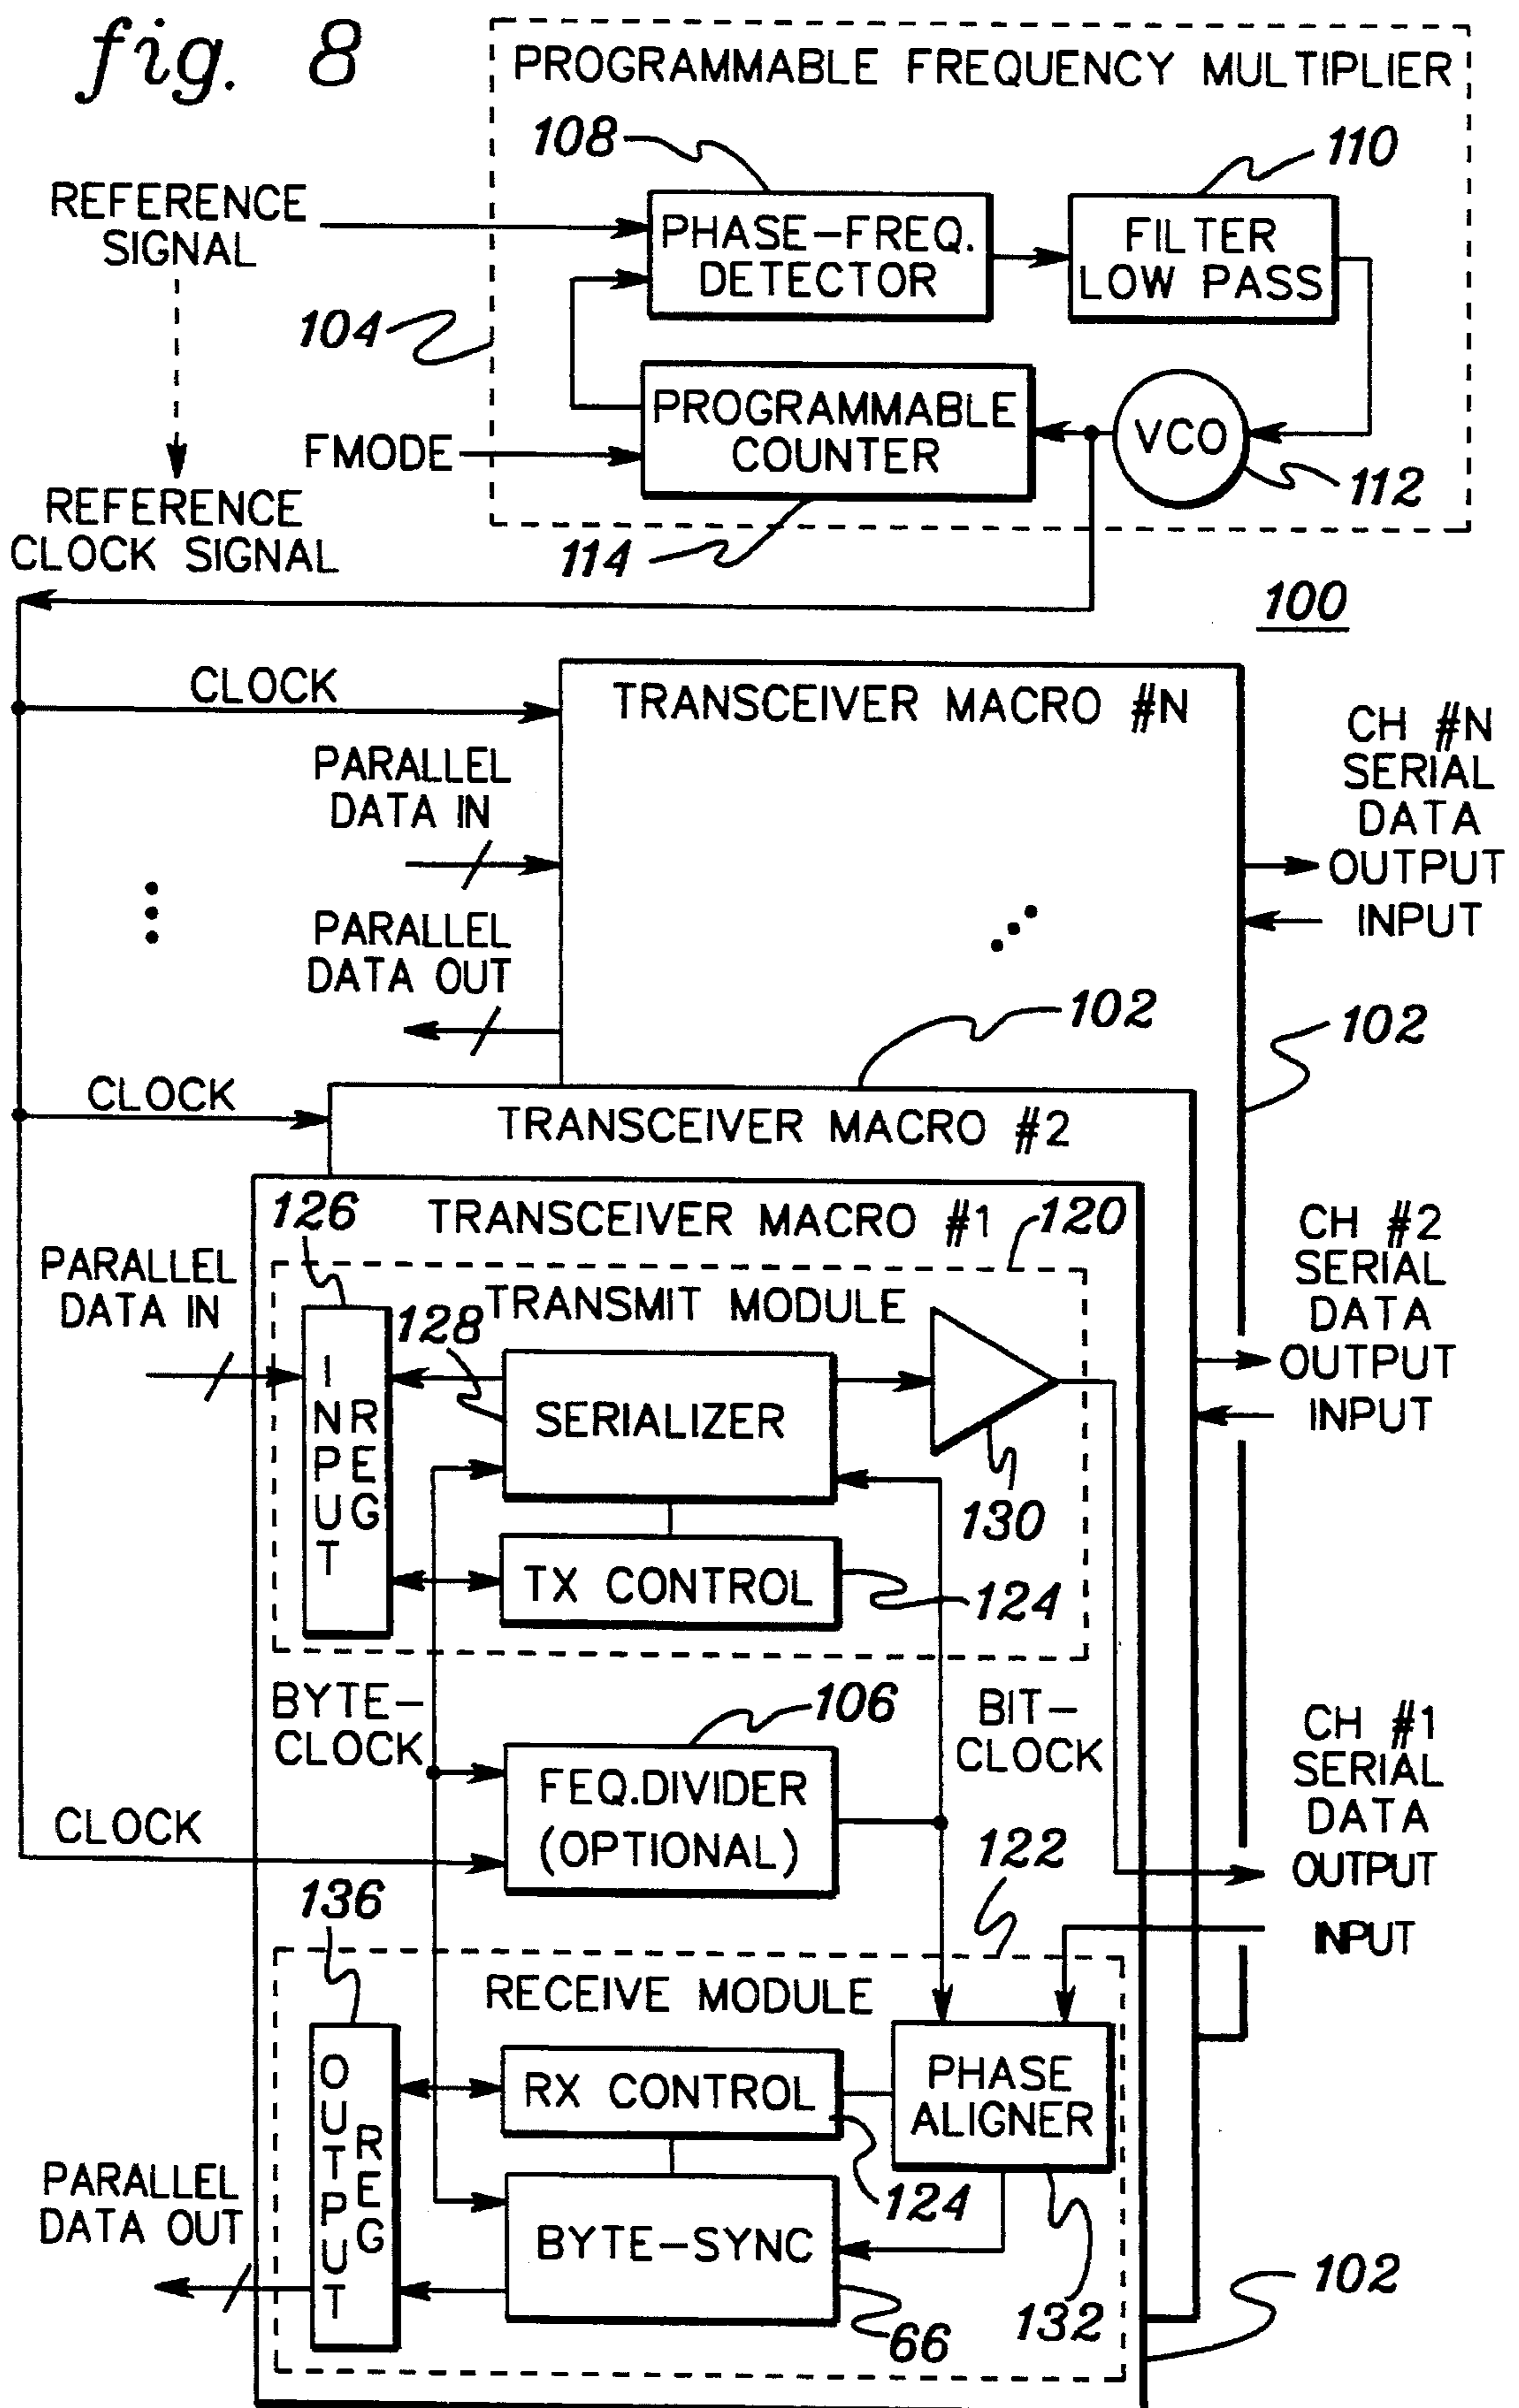 fig. 8
PROGRAMMABLE FREQUENCY MULTIPLIER
108
110
REFERENCE
SIGNAL
PHASE-FREQ.
DETECTOR
FILTER
LOW PASS
104
PROGRAMMABLE
COUNTER
VCO
FMODE
112
REFERENCE
CLOCK SIGNAL
114
100
CLOCK
TRANSCEIVER MACRO #N
PARALLEL
DATA IN
CH #N
SERIAL
DATA
OUTPUT
INPUT
PARALLEL
DATA OUT
102
102
CLOCK
TRANSCEIVER MACRO #2
126
TRANSCEIVER MACRO #1
120
PARALLEL
DATA IN
TRANSMIT MODULE
CH #2
SERIAL
DATA
OUTPUT
INPUT
128
INPUT
REG
SERIALIZER
130
TX CONTROL
124
BYTE-
CLOCK
106
BIT-
CLOCK
FEQ.DIVIDER
(OPTIONAL)
CH #1
SERIAL
DATA
OUTPUT
INPUT
CLOCK
122
136
RECEIVE MODULE
OUTPUT
REG
RX CONTROL
PHASE
ALIGNER
124
PARALLEL
DATA OUT
BYTE-SYNC
66
132
102